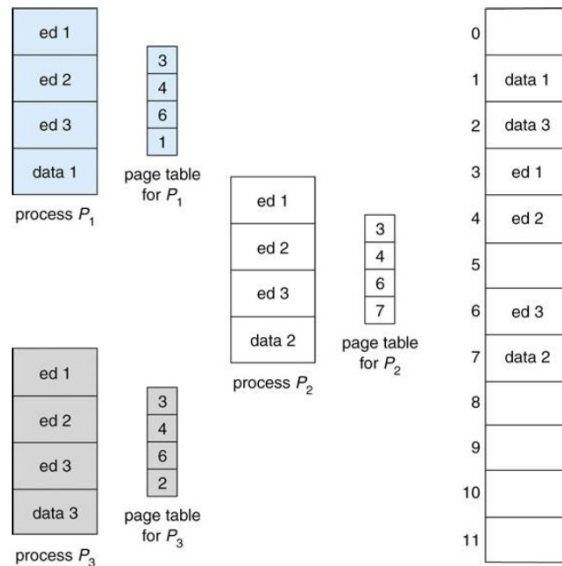 ed 1
ed 2
ed 3
data 1
process P1
3
4
6
1
page table
for P1
ed 1
ed 2
ed 3
data 2
process P2
3
4
6
7
page table
for P2
ed 1
ed 2
ed 3
data 3
process P3
3
4
6
2
page table
for P3
0
1 data 1
2 data 3
3 ed 1
4 ed 2
5
6 ed 3
7 data 2
8
9
10
11